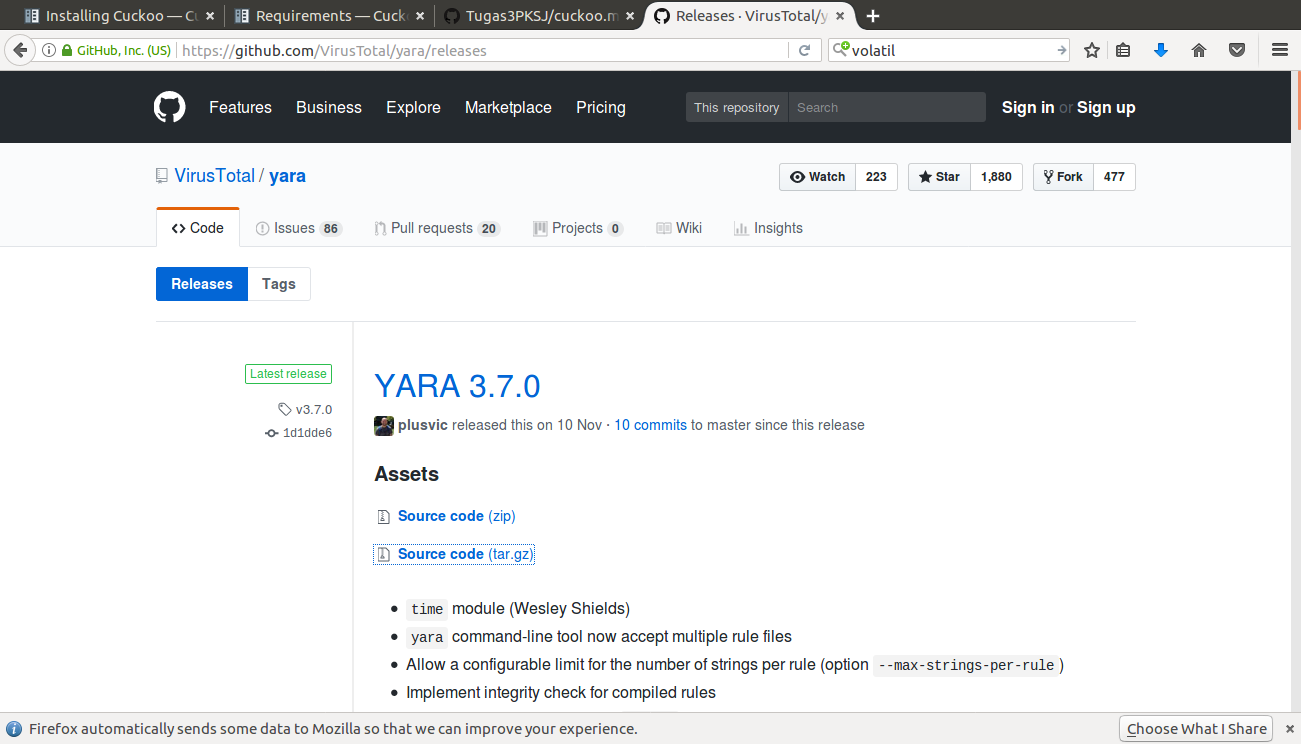 Installing Cuckoo — Cu
Requirements — Cucko
Tugas3PKSJ/cuckoo.m
Releases · VirusTotal/y
GitHub, Inc. (US) https://github.com/VirusTotal/yara/releases
volatil
Features Business Explore Marketplace Pricing This repository Search Sign in or Sign up
VirusTotal / yara Watch 223 Star 1,880 Fork 477
Code Issues 86 Pull requests 20 Projects 0 Wiki Insights
Releases Tags
Latest release
v3.7.0
1d1dde6
YARA 3.7.0
plusvic released this on 10 Nov · 10 commits to master since this release
Assets
Source code (zip)
Source code (tar.gz)
• time module (Wesley Shields)
• yara command-line tool now accept multiple rule files
• Allow a configurable limit for the number of strings per rule (option --max-strings-per-rule )
• Implement integrity check for compiled rules
Firefox automatically sends some data to Mozilla so that we can improve your experience. Choose What I Share